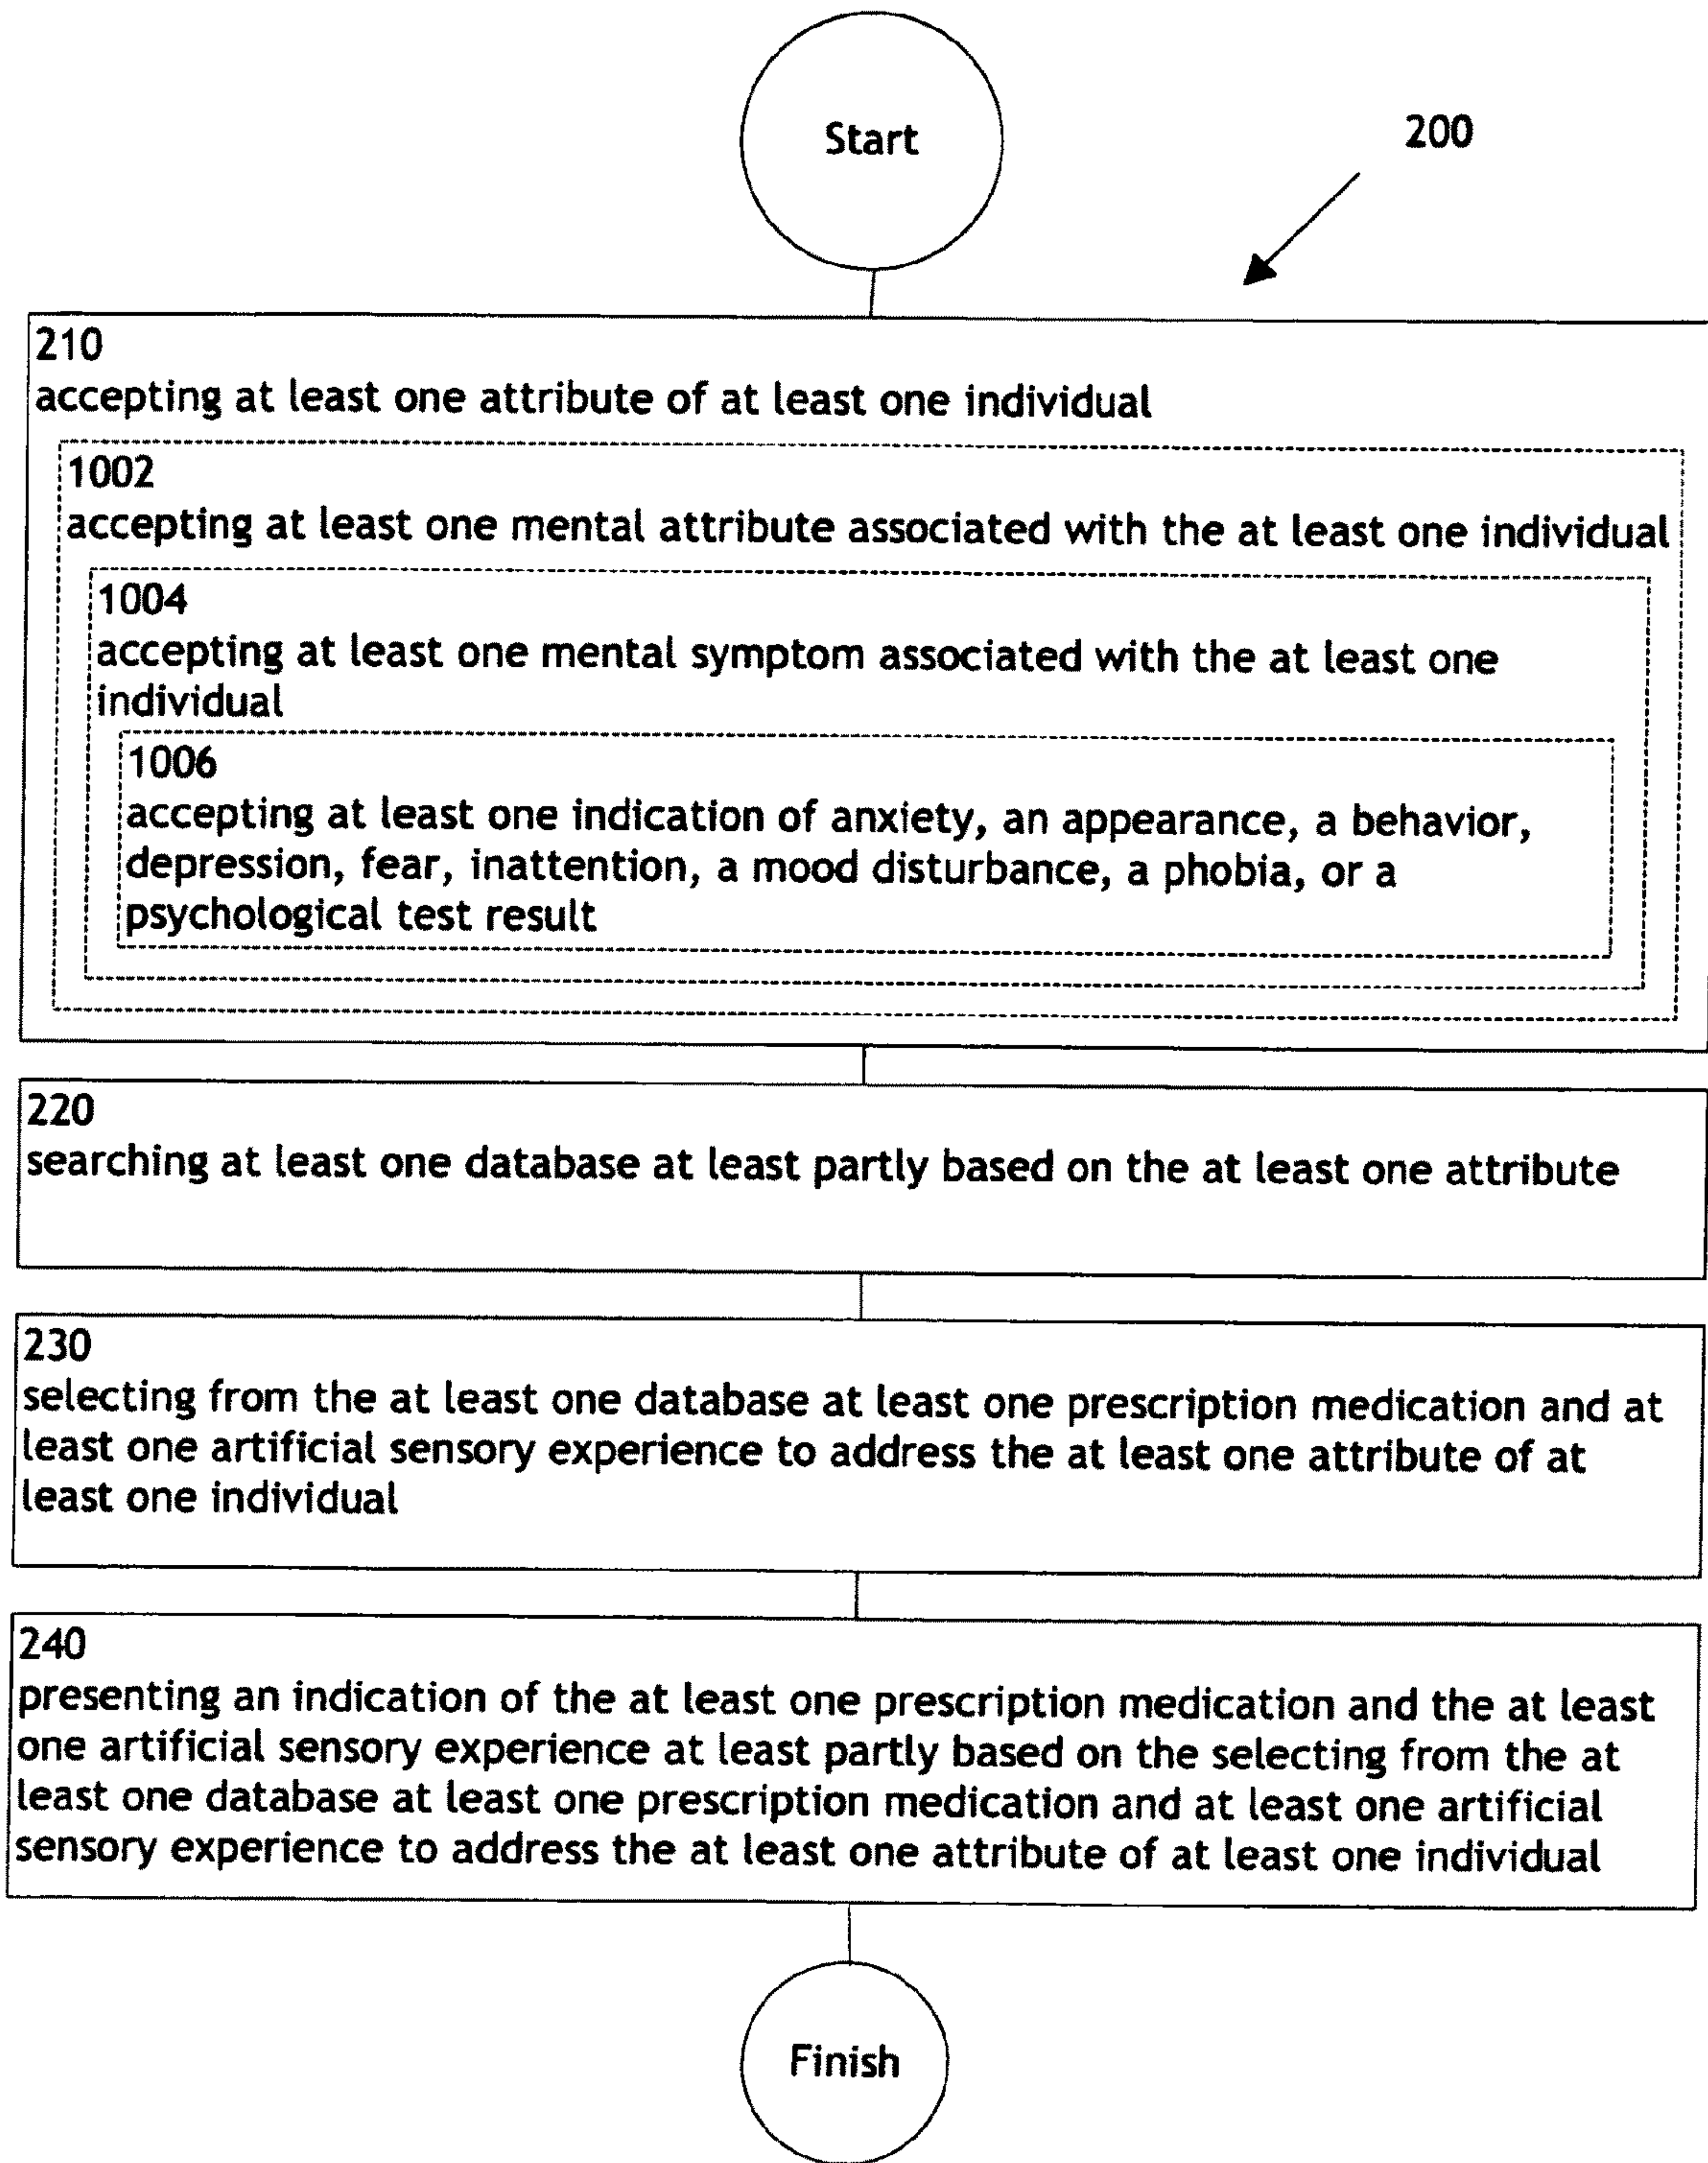 Start
200
210
accepting at least one attribute of at least one individual
1002
accepting at least one mental attribute associated with the at least one individual
1004
accepting at least one mental symptom associated with the at least one
individual
1006
accepting at least one indication of anxiety, an appearance, a behavior,
depression, fear, inattention, a mood disturbance, a phobia, or a
psychological test result
220
searching at least one database at least partly based on the at least one attribute
230
selecting from the at least one database at least one prescription medication and at
least one artificial sensory experience to address the at least one attribute of at
least one individual
240
presenting an indication of the at least one prescription medication and the at least
one artificial sensory experience at least partly based on the selecting from the at
least one database at least one prescription medication and at least one artificial
sensory experience to address the at least one attribute of at least one individual
Finish